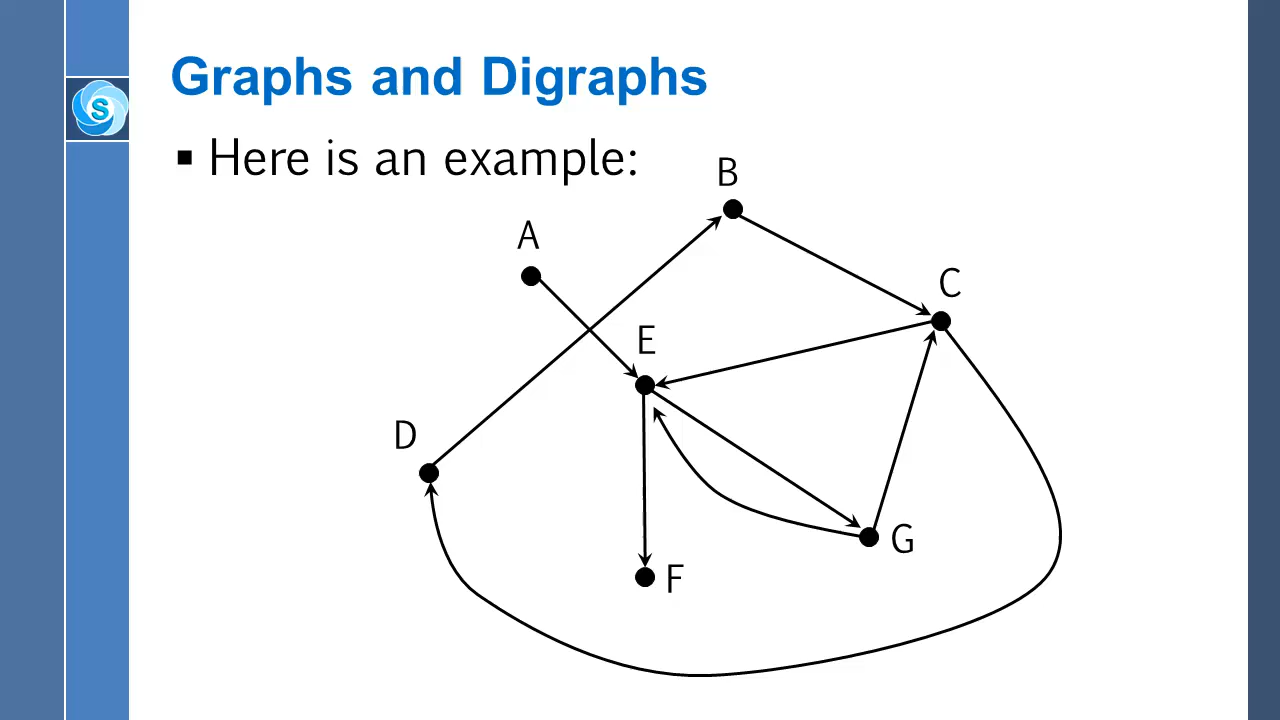 Graphs and Digraphs
S
▪ Here is an example:
B
A
C
E
D
G
F